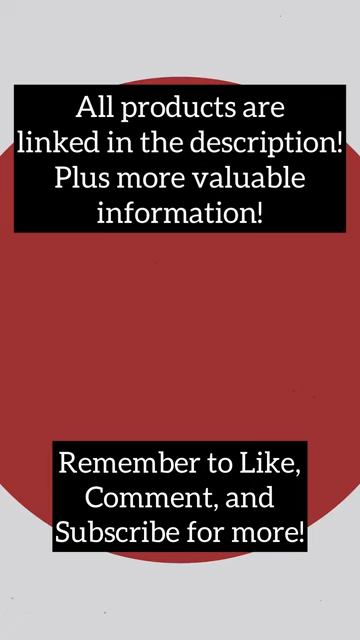 All products are
linked in the description!
Plus more valuable
information!
Remember to Like,
Comment, and
Subscribe for more!